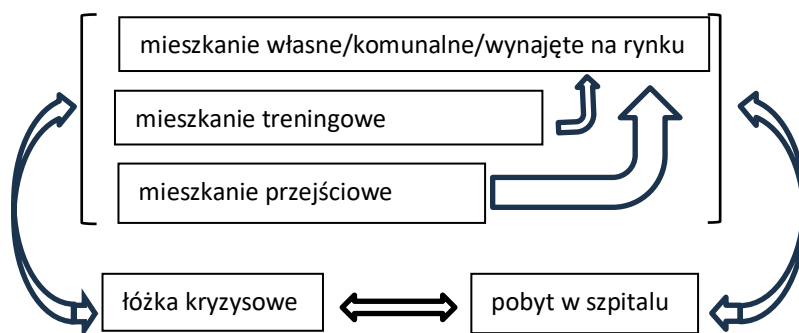 mieszkanie własne/komunalne/wynajęte na rynku
mieszkanie treningowe
mieszkanie przejściowe
łóżka kryzysowe
pobyt w szpitalu